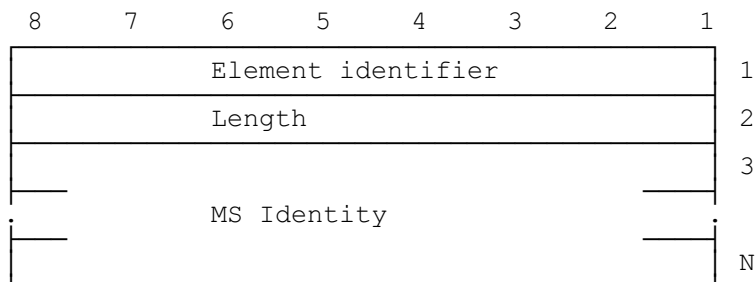 8 7 6 5 4 3 2 1
Element identifier 1
Length 2
3
MS Identity
N